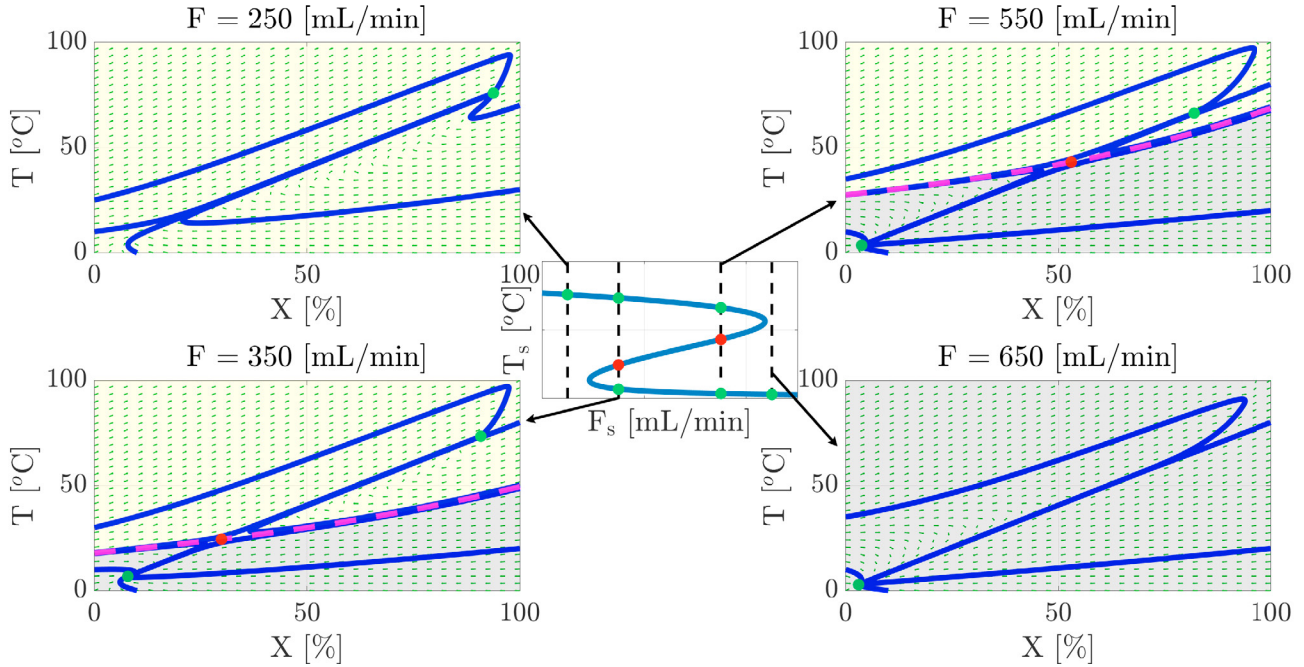 F = 250 [mL/min]
100
50
0
T [°C]
0 50 100
X [%]
F = 550 [mL/min]
100
50
0
T [°C]
0 50 100
X [%]
T_s [°C]
F_s [mL/min]
F = 350 [mL/min]
100
50
0
T [°C]
0 50 100
X [%]
F = 650 [mL/min]
100
50
0
T [°C]
0 50 100
X [%]